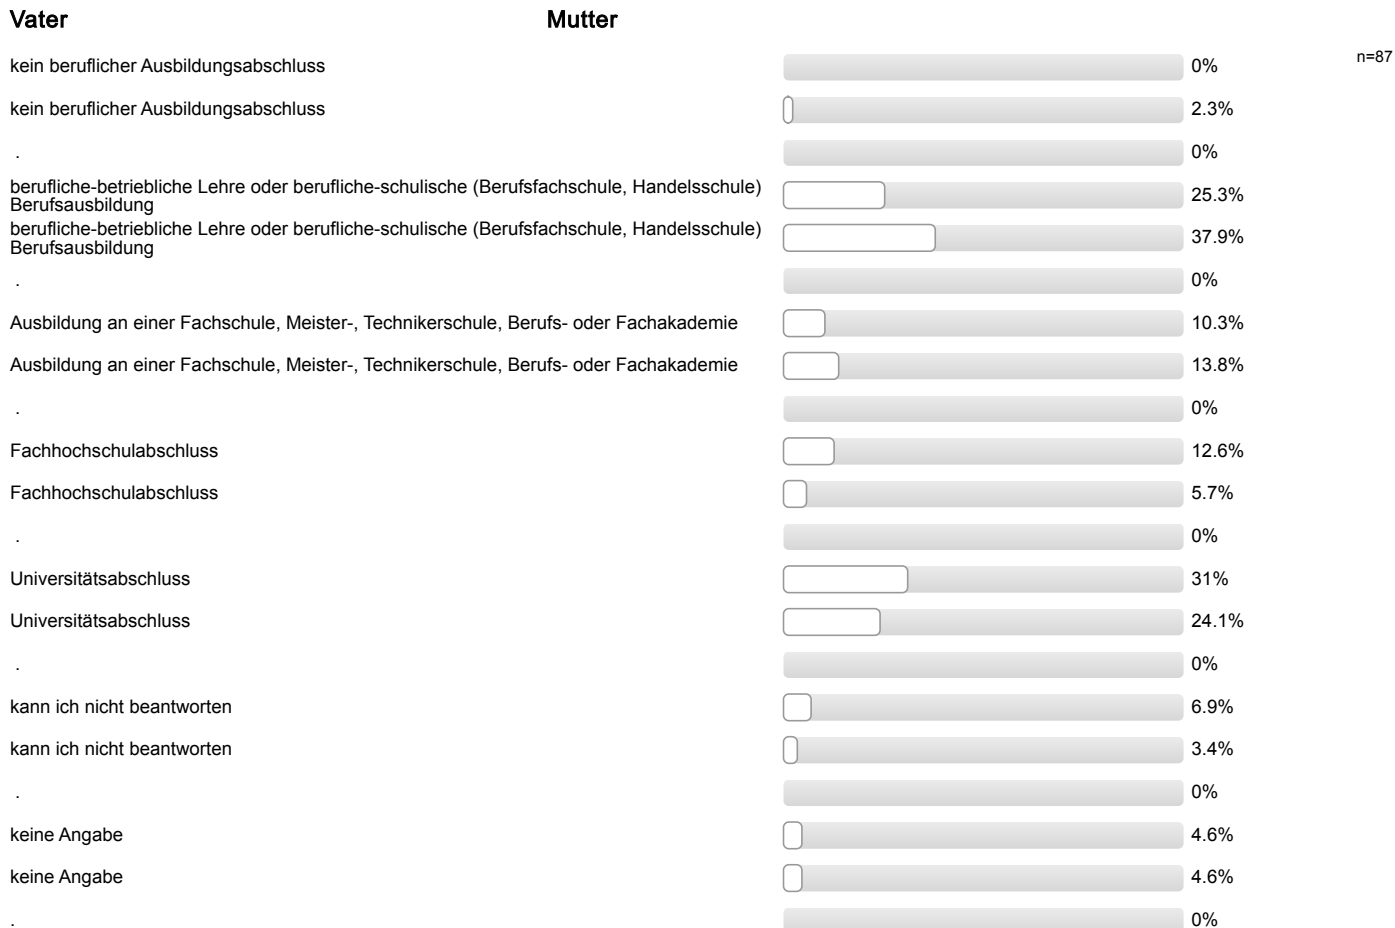 Vater Mutter
kein beruflicher Ausbildungsabschluss 0% n=87
kein beruflicher Ausbildungsabschluss 2.3%
. 0%
berufliche-betriebliche Lehre oder berufliche-schulische (Berufsfachschule, Handelsschule)
Berufsausbildung 25.3%
berufliche-betriebliche Lehre oder berufliche-schulische (Berufsfachschule, Handelsschule)
Berufsausbildung 37.9%
. 0%
Ausbildung an einer Fachschule, Meister-, Technikerschule, Berufs- oder Fachakademie 10.3%
Ausbildung an einer Fachschule, Meister-, Technikerschule, Berufs- oder Fachakademie 13.8%
. 0%
Fachhochschulabschluss 12.6%
Fachhochschulabschluss 5.7%
. 0%
Universitätsabschluss 31%
Universitätsabschluss 24.1%
. 0%
kann ich nicht beantworten 6.9%
kann ich nicht beantworten 3.4%
. 0%
keine Angabe 4.6%
keine Angabe 4.6%
. 0%